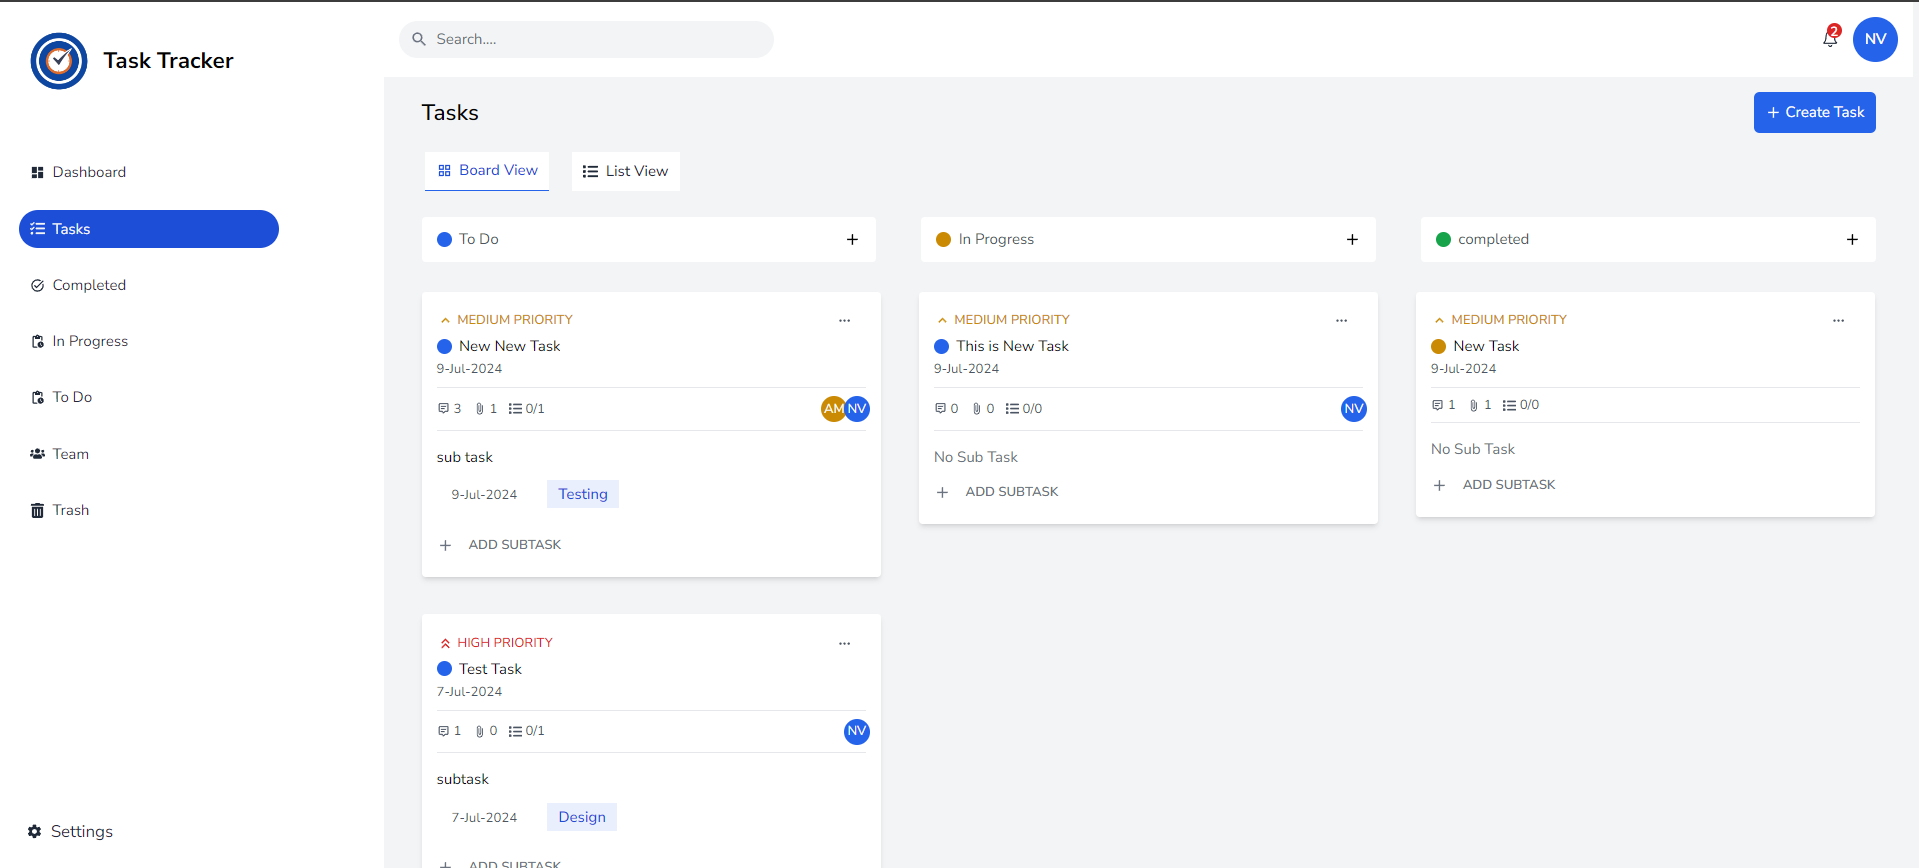 Task Tracker
Search....
2
NV
Dashboard
Tasks
Completed
In Progress
To Do
Team
Trash
Settings
Tasks
+ Create Task
Board View
List View
To Do +
In Progress +
completed +
MEDIUM PRIORITY ...
New New Task
9-Jul-2024
3 1 0/1 AM NV
sub task
9-Jul-2024 Testing
+ ADD SUBTASK
HIGH PRIORITY ...
Test Task
7-Jul-2024
1 0 0/1 NV
subtask
7-Jul-2024 Design
+ ADD SUBTASK
MEDIUM PRIORITY ...
This is New Task
9-Jul-2024
0 0 0/0 NV
No Sub Task
+ ADD SUBTASK
MEDIUM PRIORITY ...
New Task
9-Jul-2024
1 1 0/0
No Sub Task
+ ADD SUBTASK